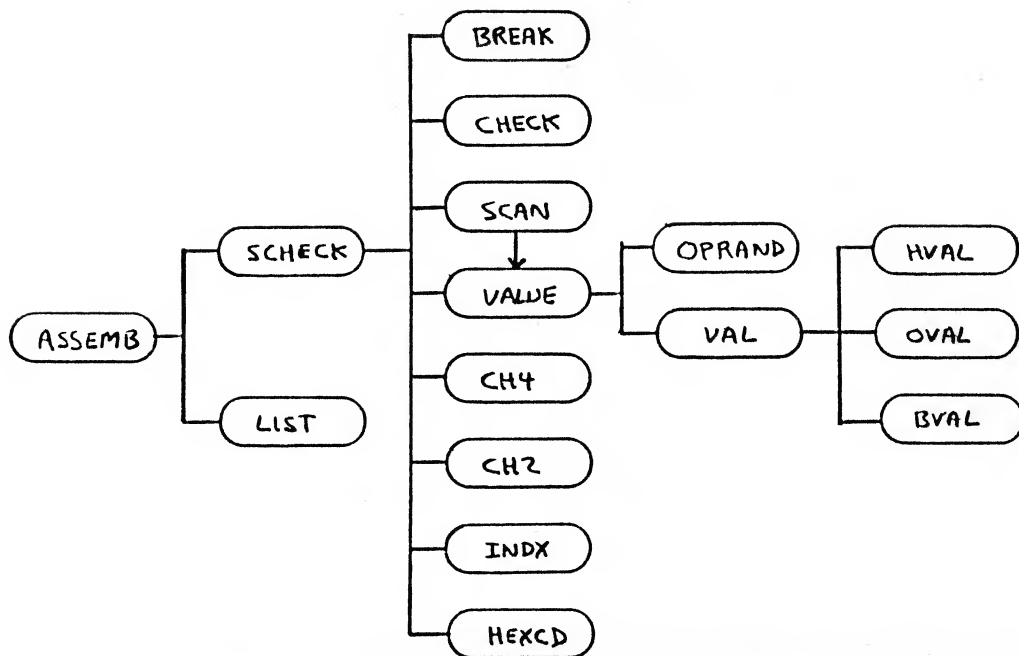 BREAK
CHECK
SCAN
SCHECK
OPRAND
HVAL
VALUE
ASSEMB
VAL
OVAL
CH4
LIST
BVAL
CH2
INDX
HEXCD